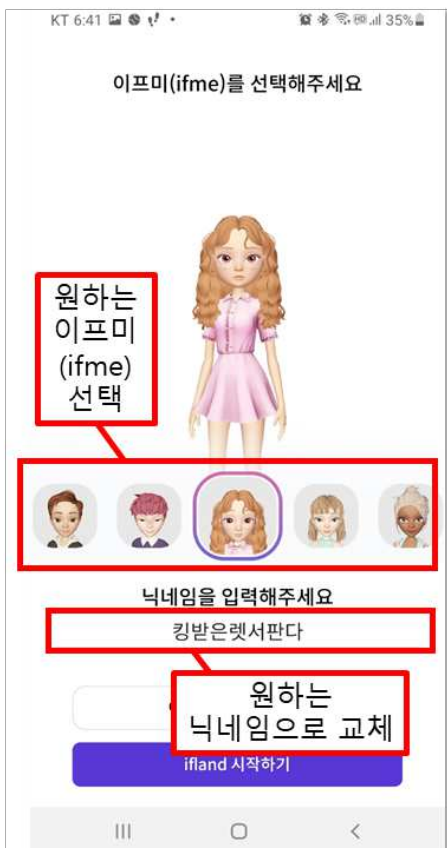 KT 6:41
35%
이프미(ifme)를 선택해주세요
원하는
이프미
(ifme)
선택
닉네임을 입력해주세요
킹받은렛서판다
원하는
닉네임으로 교체
ifland 시작하기